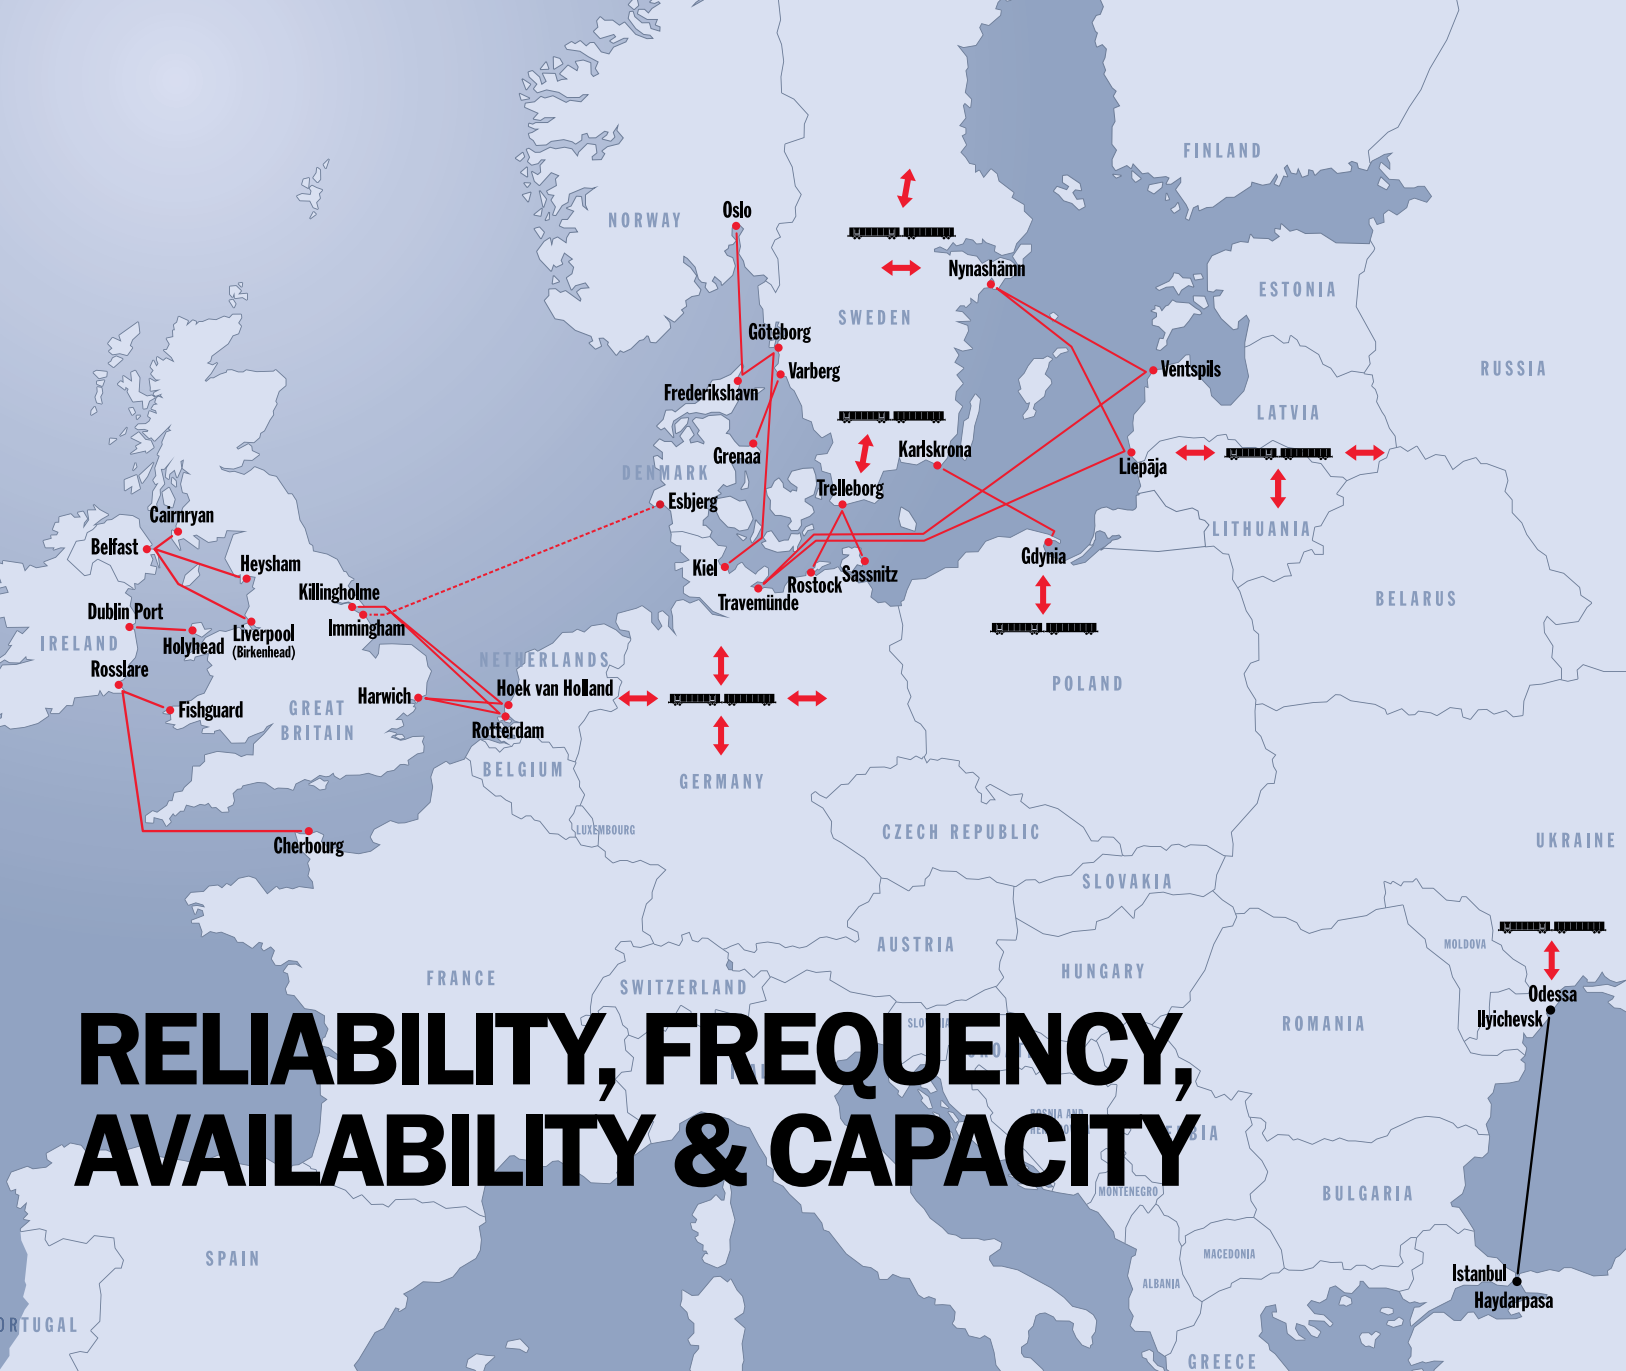 FINLAND
NORWAY
Oslo
Nynashämn
ESTONIA
SWEDEN
Göteborg
Varberg
Ventspils
RUSSIA
Frederikshavn
LATVIA
Karlskrona
Grenaa
Liepāja
DENMARK
Trelleborg
Esbjerg
Cairnryan
LITHUANIA
Belfast
Gdynia
Heysham
Kiel
Sassnitz
Rostock
Killingholme
Travemünde
BELARUS
Dublin Port
Immingham
Liverpool
(Birkenhead)
IRELAND
Holyhead
Rosslare
NETHERLANDS
Hoek van Holland
Harwich
POLAND
Fishguard
GREAT
BRITAIN
Rotterdam
BELGIUM
GERMANY
LUXEMBOURG
CZECH REPUBLIC
UKRAINE
Cherbourg
SLOVAKIA
AUSTRIA
MOLDOVA
HUNGARY
FRANCE
SWITZERLAND
Odessa
Ilyichevsk
ROMANIA
RELIABILITY, FREQUENCY,
AVAILABILITY & CAPACITY
BOSNIA AND
MONTENEGRO
BULGARIA
SPAIN
MACEDONIA
ALBANIA
Istanbul
Haydarpasa
ORTUGAL
GREECE